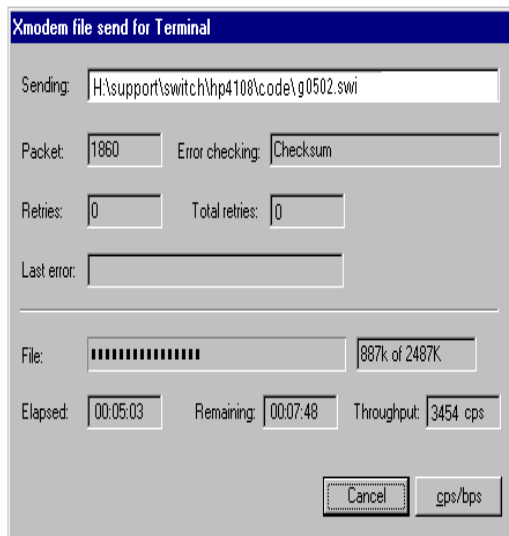 Xmodem file send for Terminal
Sending: H:\support\switch\hp4108\code\g0502.swi
Packet: 1860 Error checking: Checksum
Retries: 0 Total retries: 0
Last error:
File: 887k of 2487K
Elapsed: 00:05:03 Remaining: 00:07:48 Throughput: 3454 cps
Cancel cps/bps